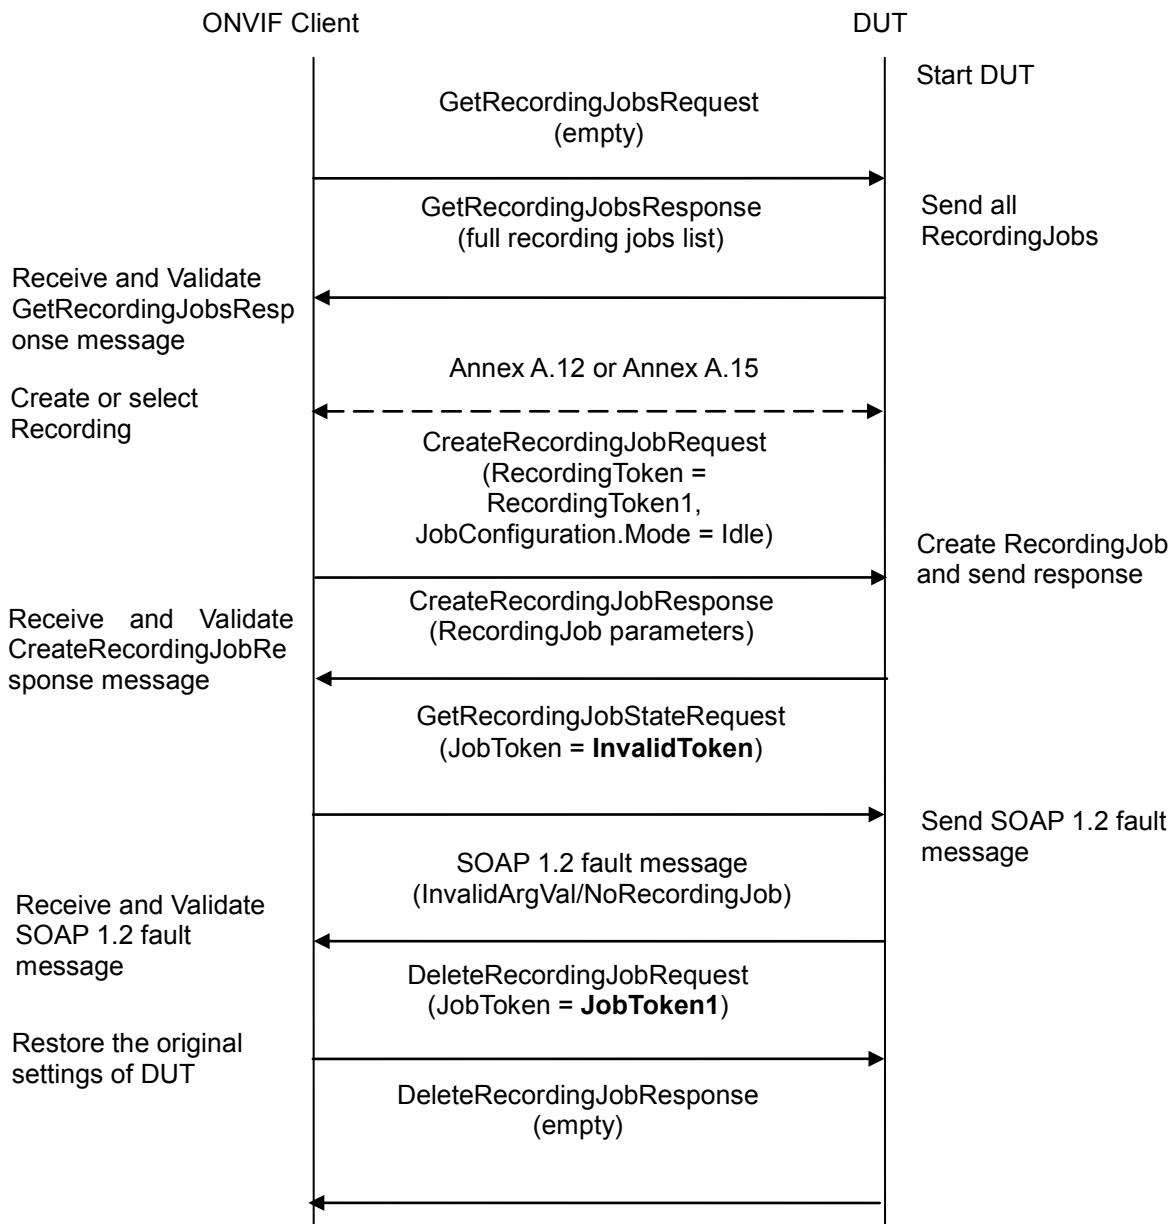 ONVIF Client
DUT
Start DUT
GetRecordingJobsRequest
(empty)
GetRecordingJobsResponse
(full recording jobs list)
Send all
RecordingJobs
Receive and Validate
GetRecordingJobsResp
onse message
Annex A.12 or Annex A.15
Create or select
Recording
CreateRecordingJobRequest
(RecordingToken =
RecordingToken1,
JobConfiguration.Mode = Idle)
Create RecordingJob
and send response
CreateRecordingJobResponse
(RecordingJob parameters)
Receive and Validate
CreateRecordingJobRe
sponse message
GetRecordingJobStateRequest
(JobToken = InvalidToken)
Send SOAP 1.2 fault
message
SOAP 1.2 fault message
(InvalidArgVal/NoRecordingJob)
Receive and Validate
SOAP 1.2 fault
message
DeleteRecordingJobRequest
(JobToken = JobToken1)
Restore the original
settings of DUT
DeleteRecordingJobResponse
(empty)